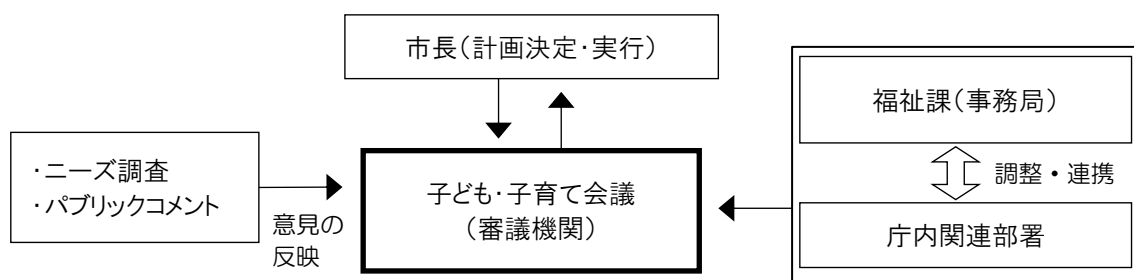 市長(計画決定・実行)
福祉課(事務局)
調整・連携
庁内関連部署
・ニーズ調査
・パブリックコメント
意見の
反映
子ども・子育て会議
(審議機関)